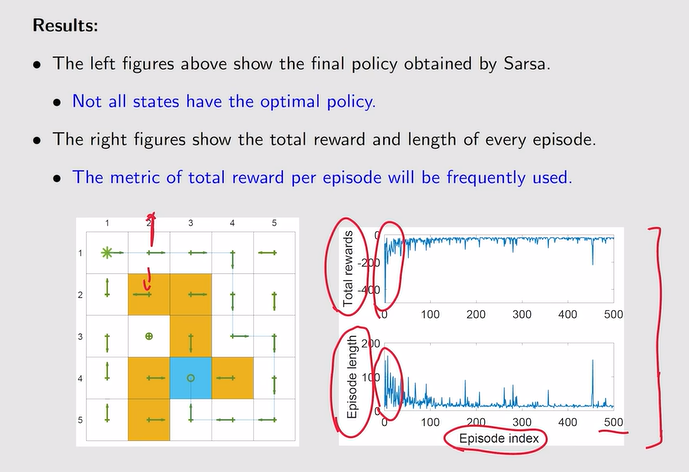 Results:
• The left figures above show the final policy obtained by Sarsa.
• Not all states have the optimal policy.
• The right figures show the total reward and length of every episode.
• The metric of total reward per episode will be frequently used.
1 2 3 4 5
1
2
3
4
5
Total rewards
0
-200
-400
0 100 200 300 400 500
Episode length
200
100
0
0 100 200 300 400 500
Episode index